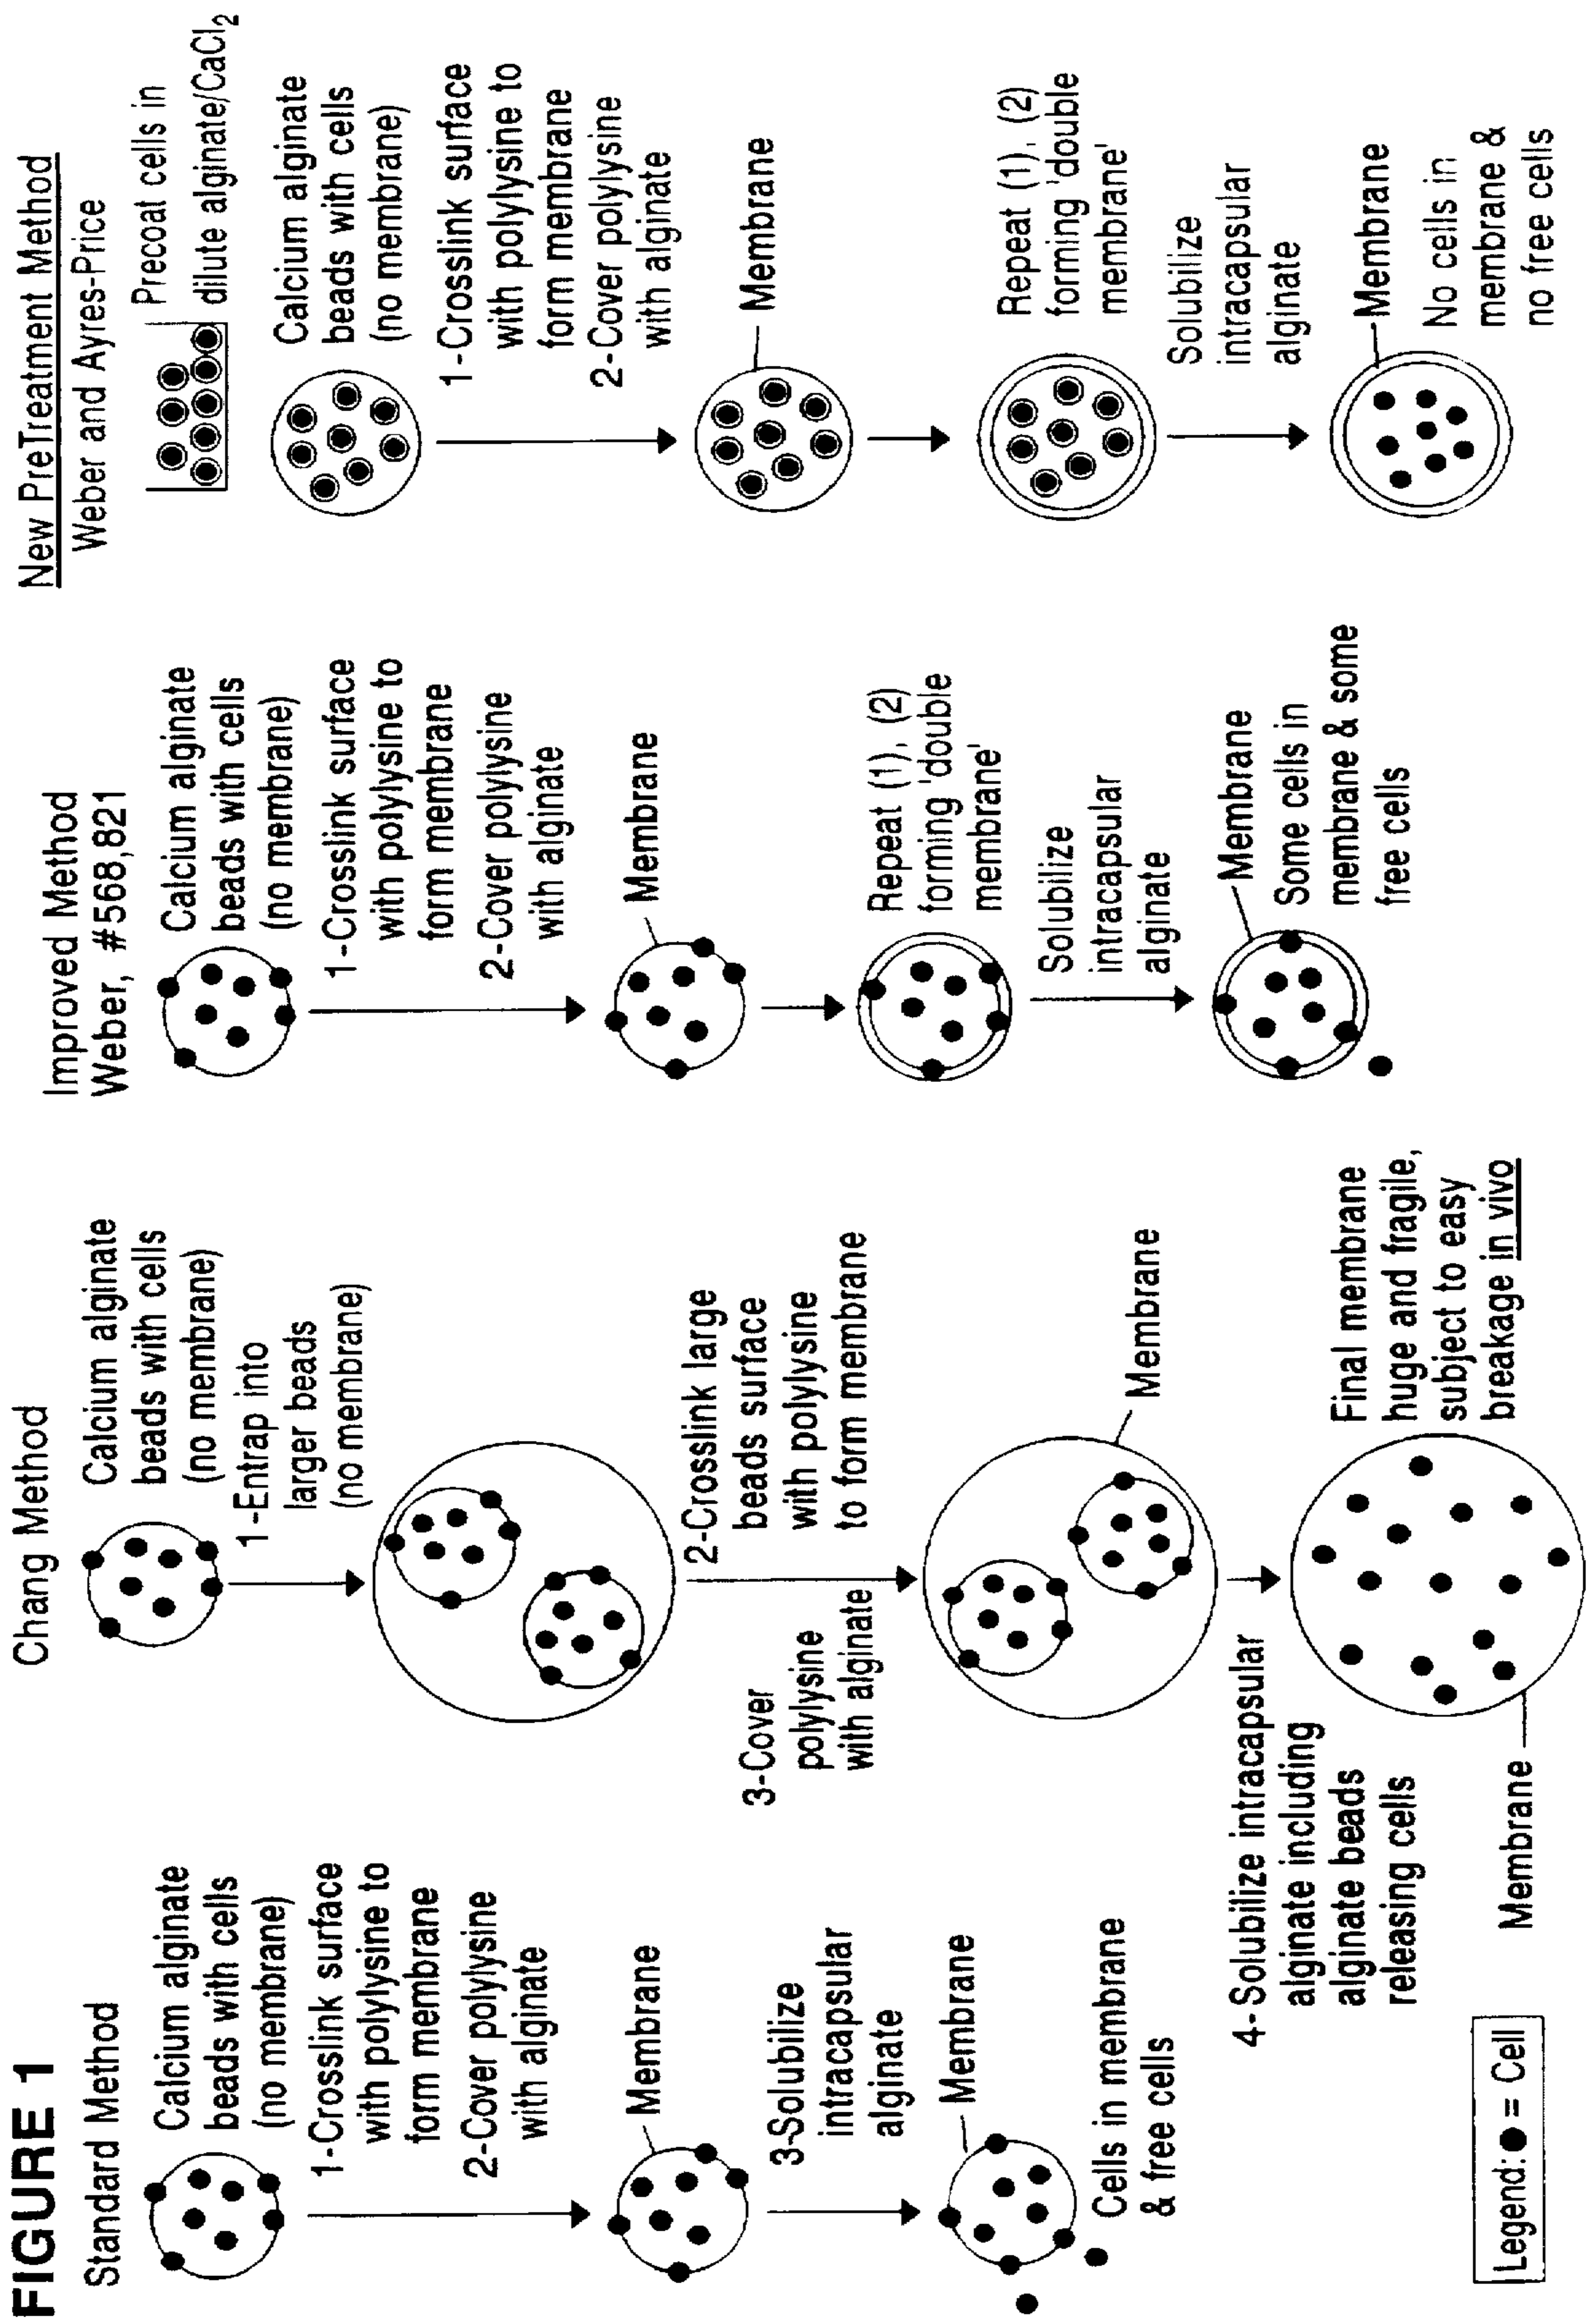 FIGURE 1
Standard Method
Calcium alginate
beads with cells
(no membrane)
1-Crosslink surface
with polylysine to
form membrane
2-Cover polylysine
with alginate
Membrane
3-Solubilize
intracapsular
alginate
Membrane
Cells in membrane
& free cells
Chang Method
Calcium alginate
beads with cells
(no membrane)
1-Entrap into
larger beads
(no membrane)
2-Crosslink large
beads surface
with polylysine
to form membrane
3-Cover
polylysine
with alginate
Membrane
4-Solubilize intracapsular
alginate including
alginate beads
releasing cells
Final membrane
huge and fragile,
subject to easy
breakage in vivo
Membrane
Improved Method
Weber, #568,821
Calcium alginate
beads with cells
(no membrane)
1-Crosslink surface
with polylysine to
form membrane
2-Cover polylysine
with alginate
Membrane
Repeat (1), (2)
forming 'double
membrane'
Solubilize
intracapsular
alginate
Membrane
Some cells in
membrane & some
free cells
New PreTreatment Method
Weber and Ayres-Price
Precoat cells in
dilute alginate/CaCl₂
Calcium alginate
beads with cells
(no membrane)
1-Crosslink surface
with polylysine to
form membrane
2-Cover polylysine
with alginate
Membrane
Repeat (1), (2)
forming 'double
membrane'
Solubilize
intracapsular
alginate
Membrane
No cells in
membrane &
no free cells
Legend: ● = Cell